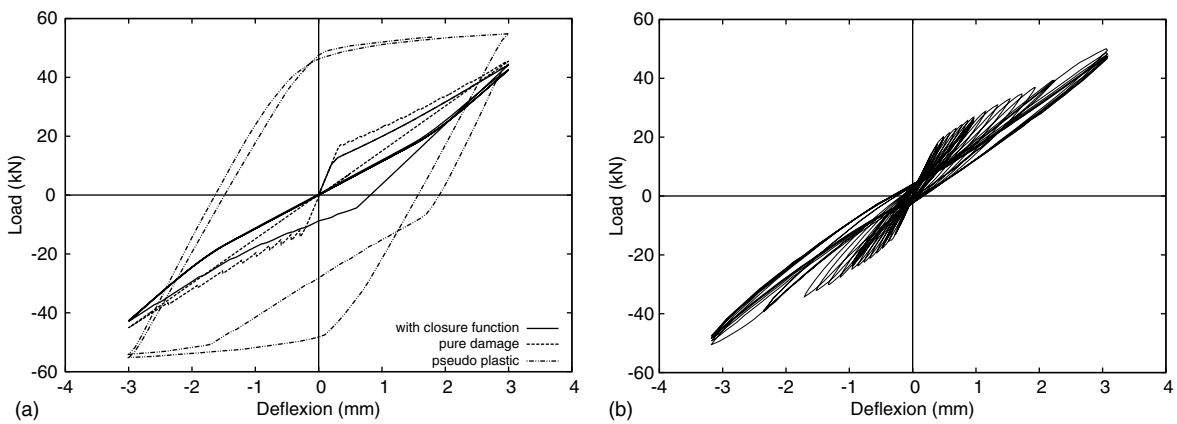 60
40
20
0
-20
-40
-60
-4 -3 -2 -1 0 1 2 3 4
Load (kN)
Deflexion (mm)
with closure function
pure damage
pseudo plastic
(a)
60
40
20
0
-20
-40
-60
-4 -3 -2 -1 0 1 2 3 4
Load (kN)
Deflexion (mm)
(b)